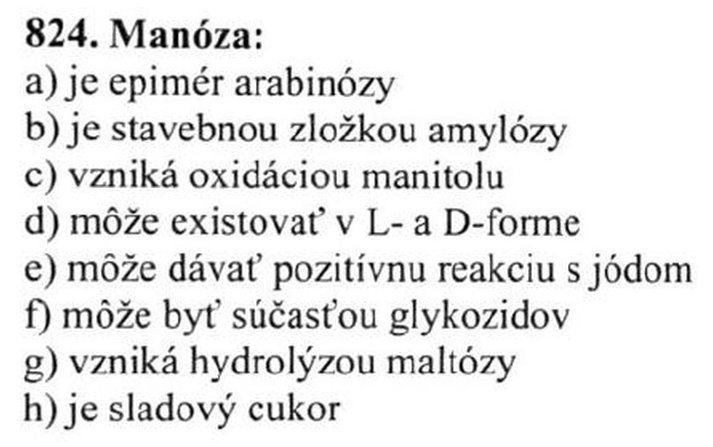 824. Manóza:
a) je epimér arabinózy
b) je stavebnou zložkou amylózy
c) vzniká oxidáciou manitolu
d) môže existovať v L- a D-forme
e) môže dávať pozitívnu reakciu s jódom
f) môže byť súčasťou glykozidov
g) vzniká hydrolýzou maltózy
h) je sladový cukor